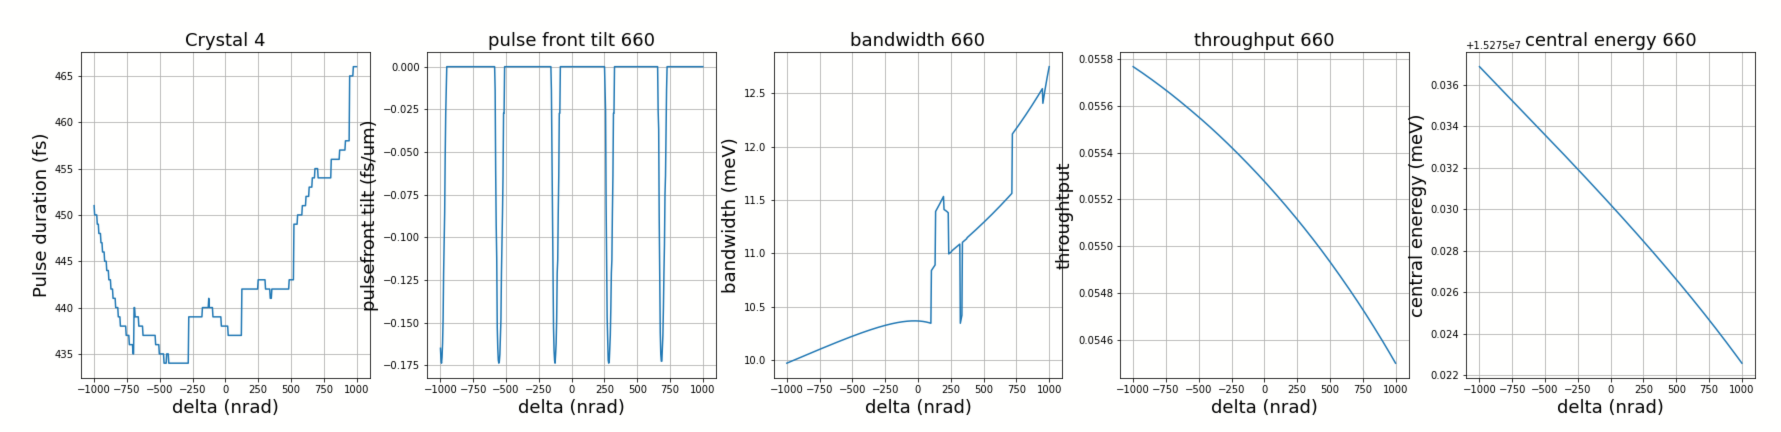 Crystal 4
Pulse duration (fs)
465
460
455
450
445
440
435
−1000 −750 −500 −250 0 250 500 750 1000
delta (nrad)
pulse front tilt 660
pulsefront tilt (fs/um)
0.000
−0.025
−0.050
−0.075
−0.100
−0.125
−0.150
−0.175
−1000 −750 −500 −250 0 250 500 750 1000
delta (nrad)
bandwidth 660
bandwidth (meV)
12.5
12.0
11.5
11.0
10.5
10.0
−1000 −750 −500 −250 0 250 500 750 1000
delta (nrad)
throughput 660
throughtput
0.0558
0.0556
0.0554
0.0552
0.0550
0.0548
0.0546
−1000 −750 −500 −250 0 250 500 750 1000
delta (nrad)
+1.5275e7 central energy 660
central eneregy (meV)
0.036
0.034
0.032
0.030
0.028
0.026
0.024
0.022
−1000 −750 −500 −250 0 250 500 750 1000
delta (nrad)